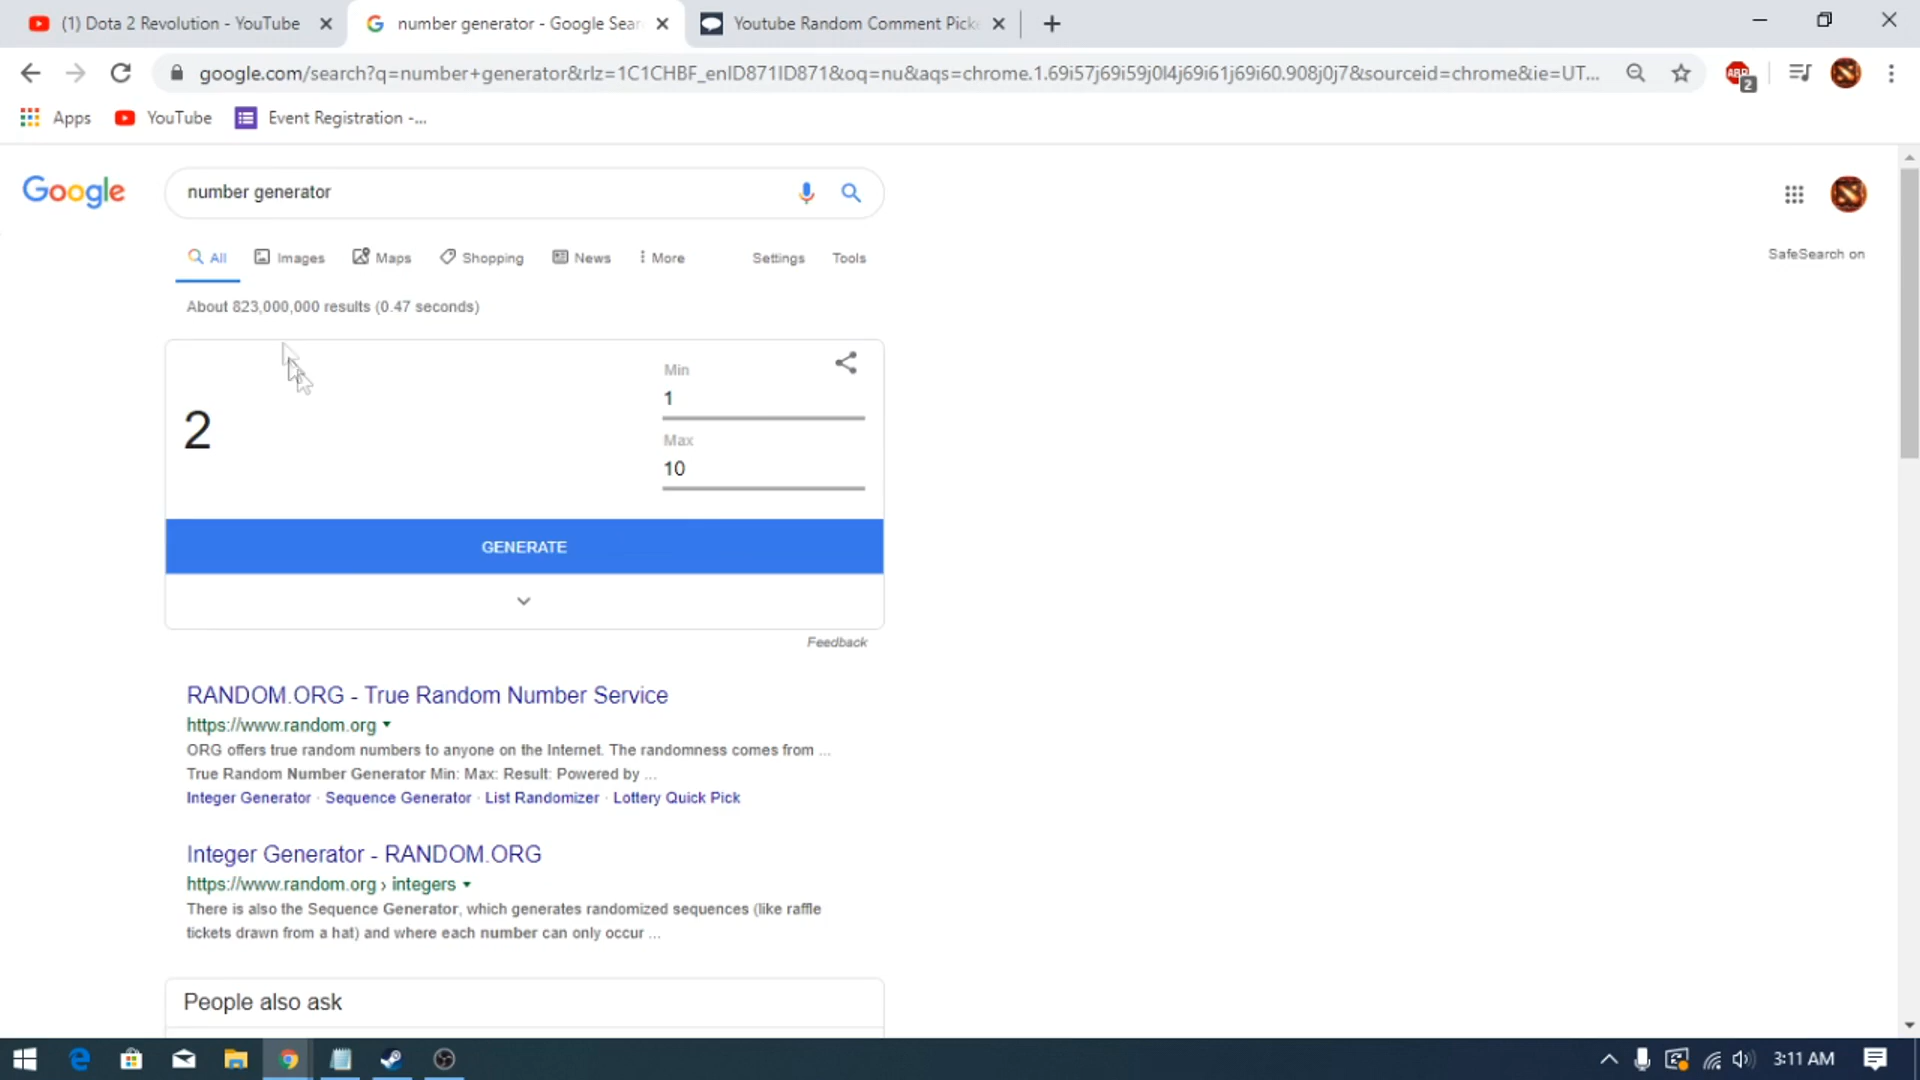 (1) Dota 2 Revolution - YouTube
number generator - Google Sear
Youtube Random Comment Picke
google.com/search?q=number+generator&rlz=1C1CHBF_enID871ID871&oq=nu&aqs=chrome.1.69i57j69i59j0l4j69i61j69i60.908j0j7&sourceid=chrome&ie=UT...
ABP
2
Apps
YouTube
Event Registration -...
Google
number generator
All
Images
Maps
Shopping
News
More
Settings
Tools
SafeSearch on
About 823,000,000 results (0.47 seconds)
2
Min
1
Max
10
GENERATE
Feedback
RANDOM.ORG - True Random Number Service
https://www.random.org
ORG offers true random numbers to anyone on the Internet. The randomness comes from ...
True Random Number Generator Min: Max: Result: Powered by ...
Integer Generator · Sequence Generator · List Randomizer · Lottery Quick Pick
Integer Generator - RANDOM.ORG
https://www.random.org › integers
There is also the Sequence Generator, which generates randomized sequences (like raffle
tickets drawn from a hat) and where each number can only occur ...
People also ask
3:11 AM